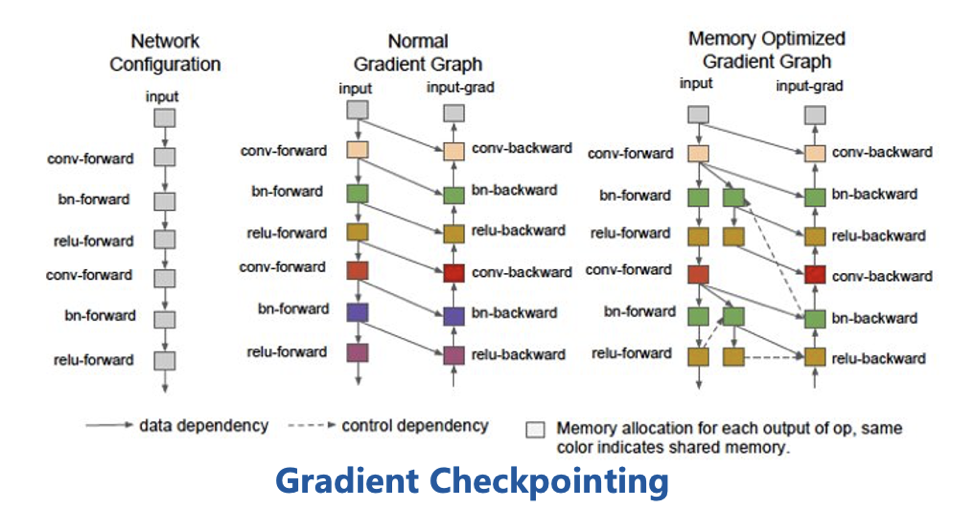 Network
Configuration
input
conv-forward
bn-forward
relu-forward
conv-forward
bn-forward
relu-forward
Normal
Gradient Graph
input
input-grad
conv-forward
conv-backward
bn-forward
bn-backward
relu-forward
relu-backward
conv-forward
conv-backward
bn-forward
bn-backward
relu-forward
relu-backward
Memory Optimized
Gradient Graph
input
input-grad
conv-forward
conv-backward
bn-forward
bn-backward
relu-forward
relu-backward
conv-forward
conv-backward
bn-forward
bn-backward
relu-forward
relu-backward
data dependency
control dependency
Memory allocation for each output of op, same
color indicates shared memory.
Gradient Checkpointing